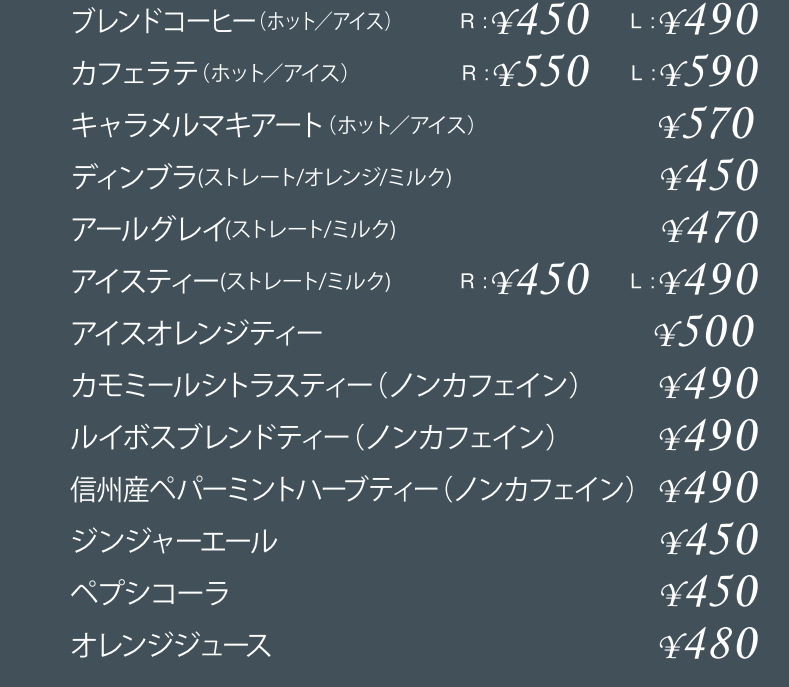 ブレンドコーヒー（ホット／アイス） R：¥450 L：¥490
カフェラテ（ホット／アイス） R：¥550 L：¥590
キャラメルマキアート（ホット／アイス） ¥570
ディンブラ(ストレート/オレンジ/ミルク) ¥450
アールグレイ(ストレート/ミルク) ¥470
アイスティー(ストレート/ミルク) R：¥450 L：¥490
アイスオレンジティー ¥500
カモミールシトラスティー（ノンカフェイン） ¥490
ルイボスブレンドティー（ノンカフェイン） ¥490
信州産ペパーミントハーブティー（ノンカフェイン） ¥490
ジンジャーエール ¥450
ペプシコーラ ¥450
オレンジジュース ¥480